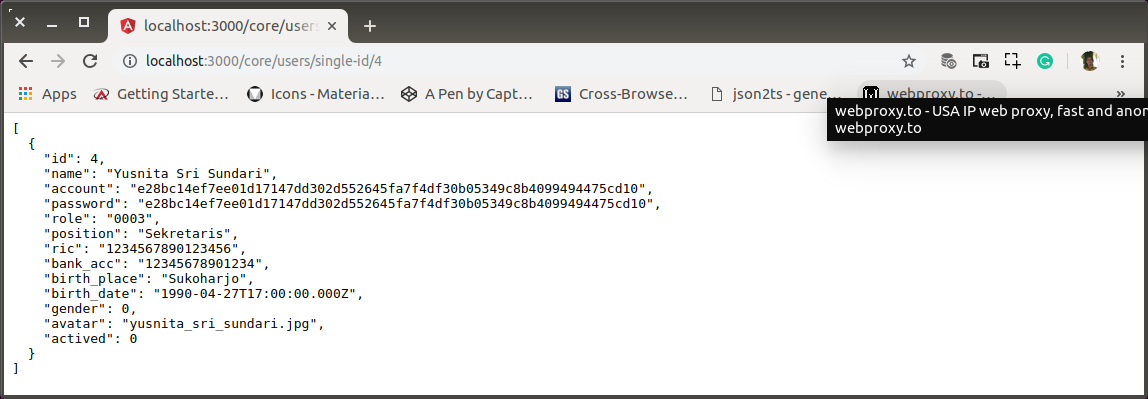 localhost:3000/core/users
localhost:3000/core/users/single-id/4
Apps
Getting Starte…
Icons - Materia…
A Pen by Capt…
GS
Cross-Browse…
json2ts - gene…
webproxy.to -…
»
webproxy.to - USA IP web proxy, fast and anon
webproxy.to
[
{
"id": 4,
"name": "Yusnita Sri Sundari",
"account": "e28bc14ef7ee01d17147dd302d552645fa7f4df30b05349c8b4099494475cd10",
"password": "e28bc14ef7ee01d17147dd302d552645fa7f4df30b05349c8b4099494475cd10",
"role": "0003",
"position": "Sekretaris",
"ric": "1234567890123456",
"bank_acc": "12345678901234",
"birth_place": "Sukoharjo",
"birth_date": "1990-04-27T17:00:00.000Z",
"gender": 0,
"avatar": "yusnita_sri_sundari.jpg",
"actived": 0
}
]